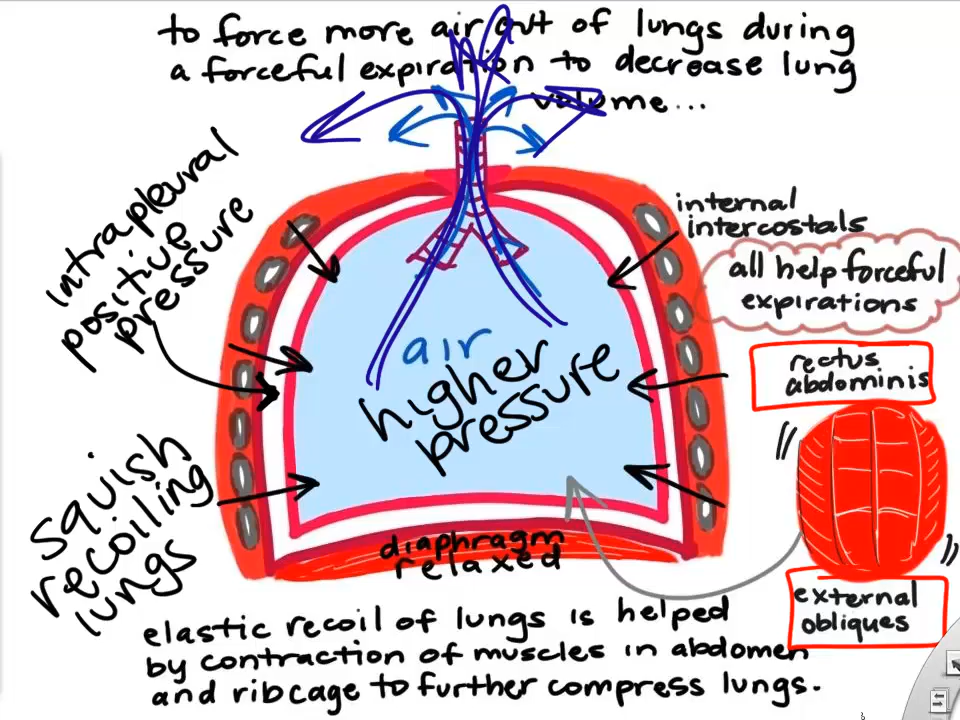 to force more air out of lungs during
a forceful expiration to decrease lung
volume...
intrapleural
positive
pressure
internal
intercostals
all help forceful
expirations
air
higher
pressure
rectus
abdominis
squish
recoiling
lungs
diaphragm
relaxed
external
obliques
elastic recoil of lungs is helped
by contraction of muscles in abdomen
and ribcage to further compress lungs.